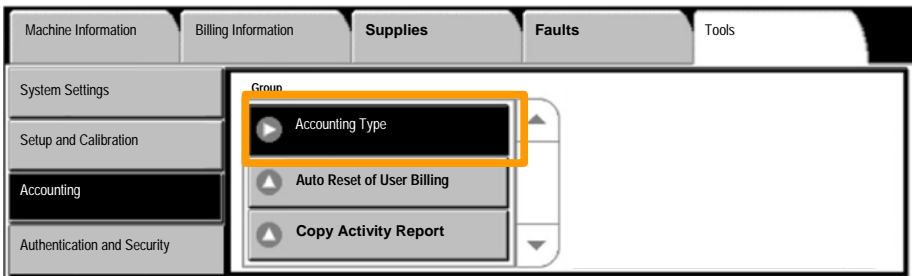 Machine Information
Billing Information
Supplies
Faults
Tools
System Settings
Setup and Calibration
Accounting
Authentication and Security
Group
Accounting Type
Auto Reset of User Billing
Copy Activity Report